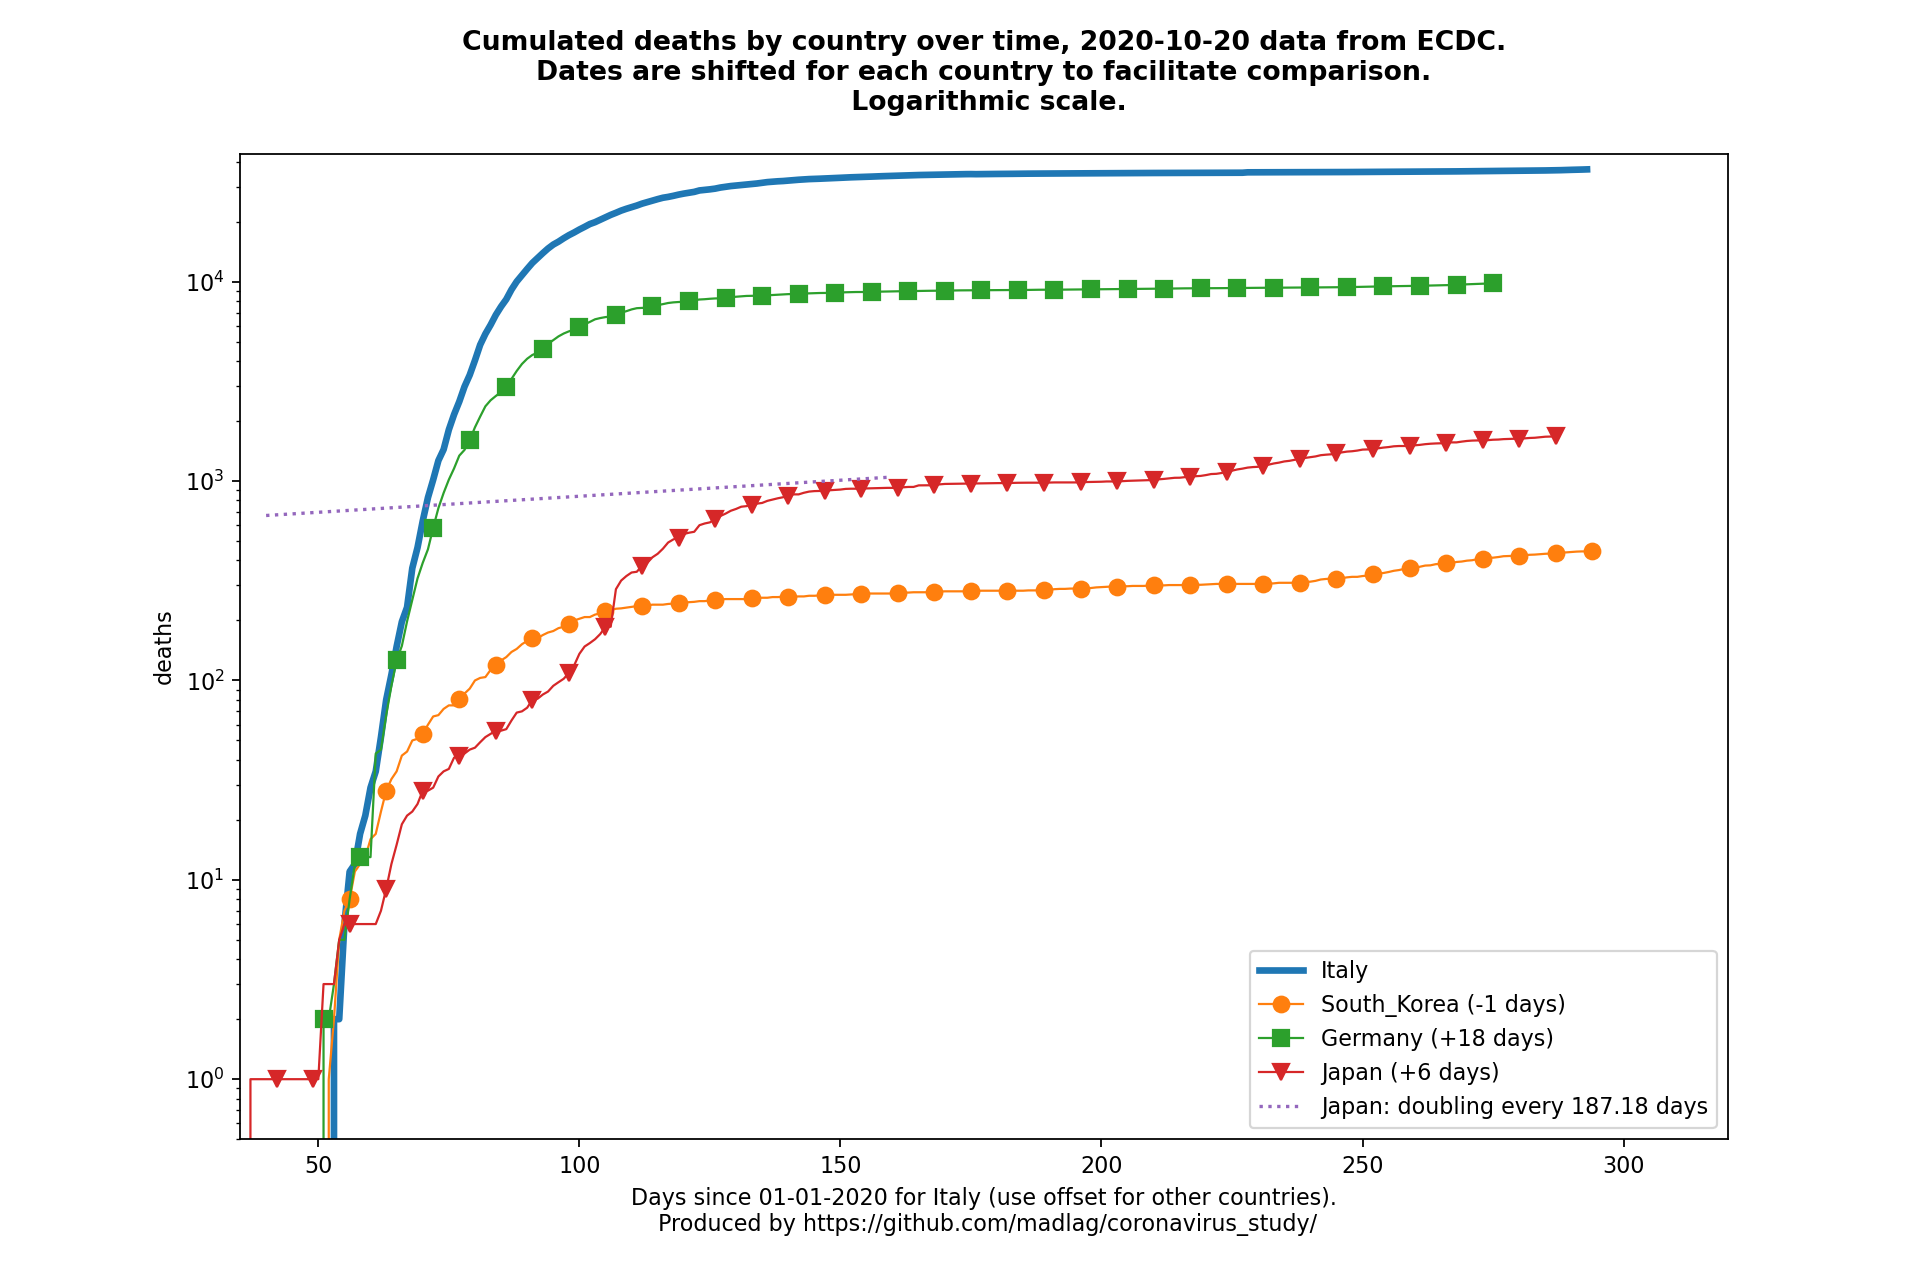 Cumulated deaths by country over time, 2020-10-20 data from ECDC.
Dates are shifted for each country to facilitate comparison.
Logarithmic scale.
10^4
10^3
10^2
10^1
10^0
deaths
Italy
South_Korea (-1 days)
Germany (+18 days)
Japan (+6 days)
Japan: doubling every 187.18 days
50 100 150 200 250 300
Days since 01-01-2020 for Italy (use offset for other countries).
Produced by https://github.com/madlag/coronavirus_study/